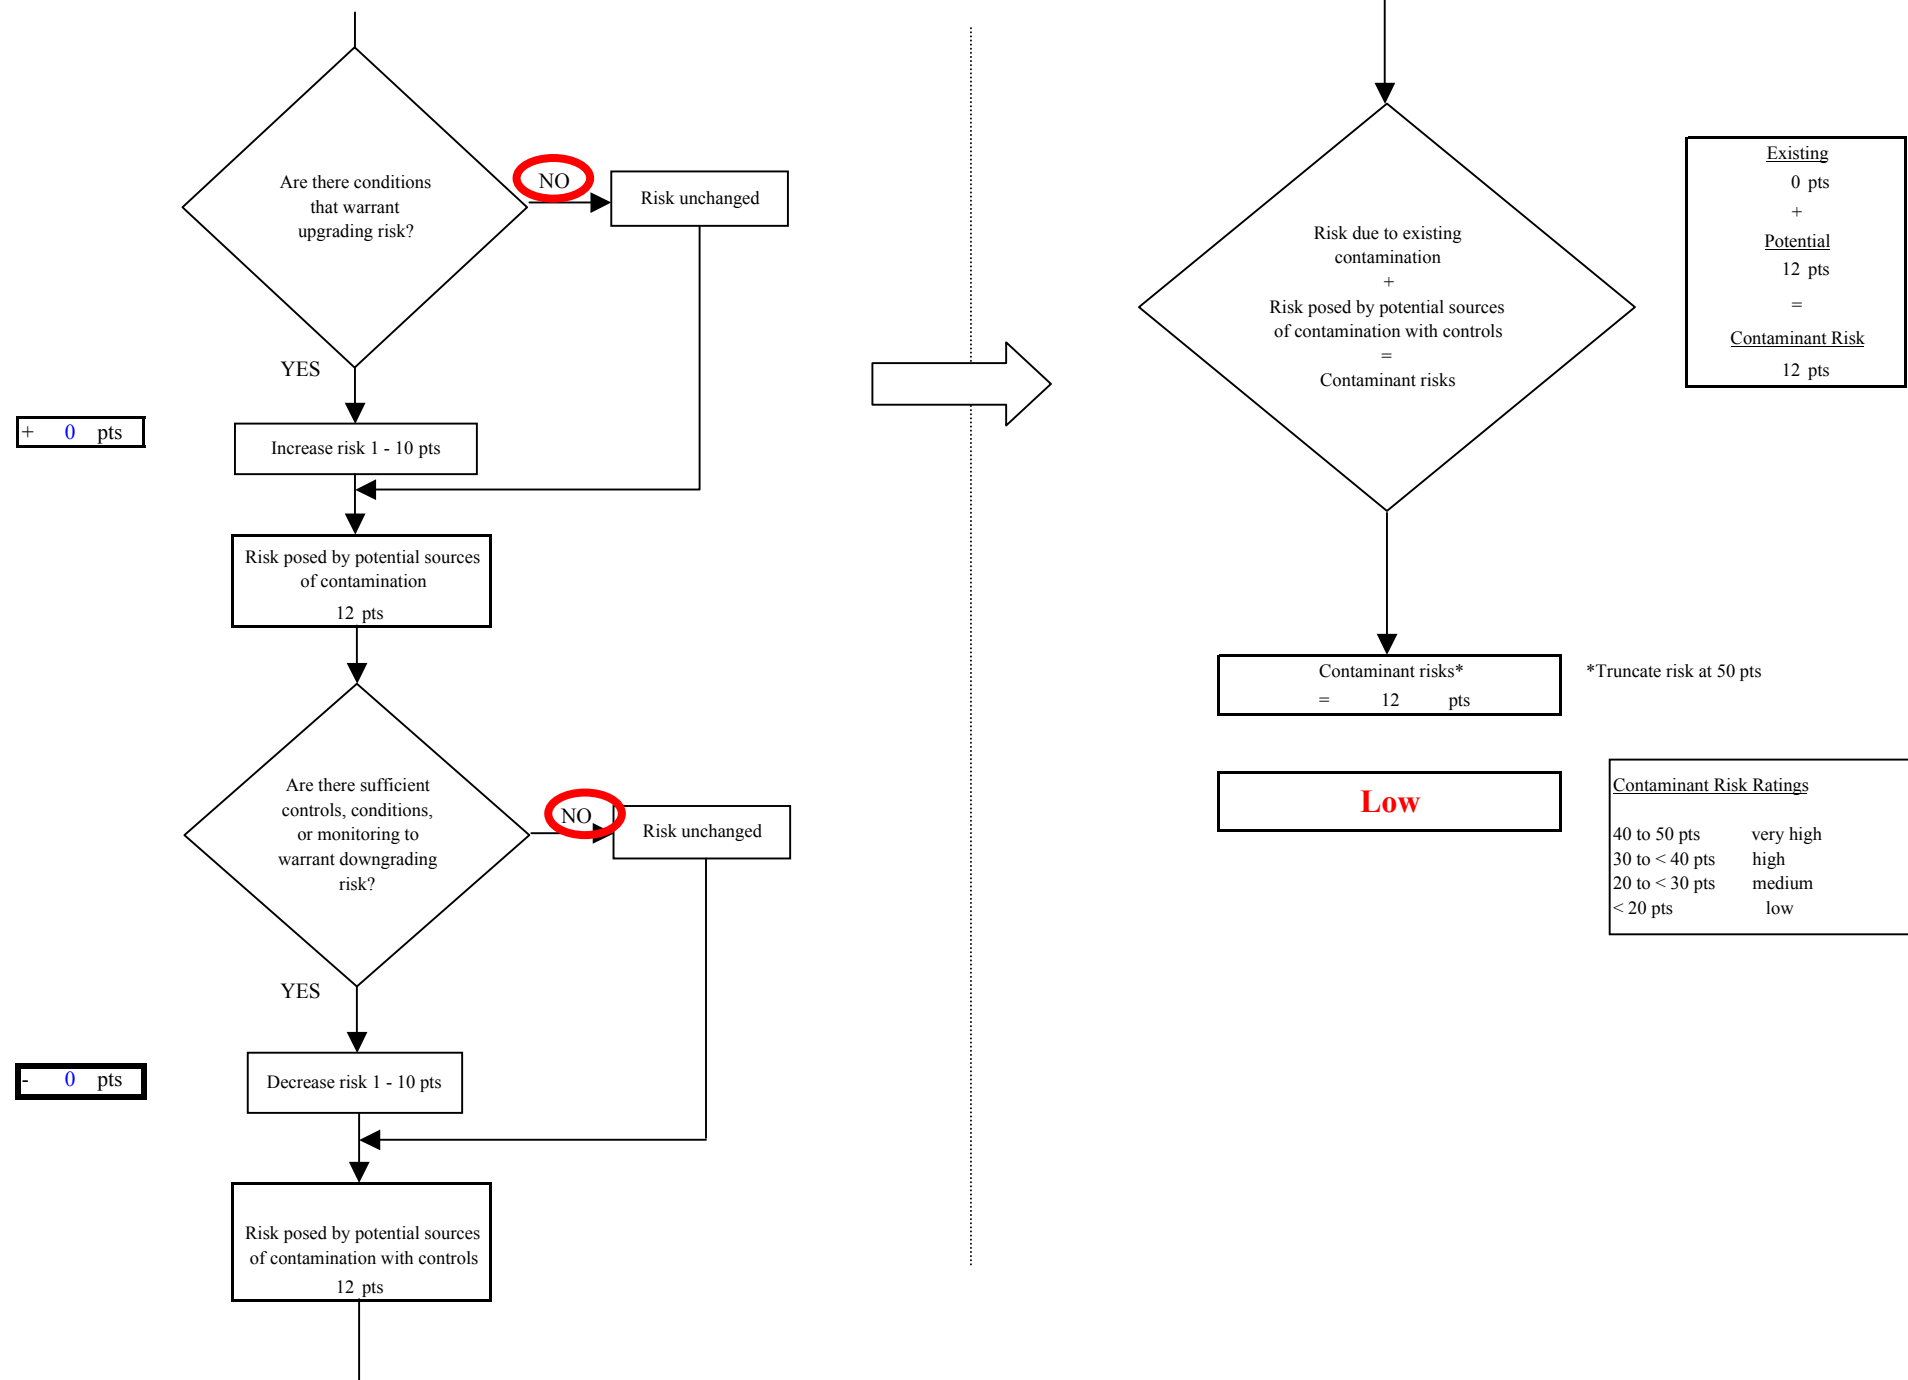 Are there conditions
that warrant
upgrading risk?
NO
Risk unchanged
YES
+ 0 pts
Increase risk 1 - 10 pts
Risk posed by potential sources
of contamination
12 pts
Are there sufficient
controls, conditions,
or monitoring to
warrant downgrading
risk?
NO
Risk unchanged
YES
- 0 pts
Decrease risk 1 - 10 pts
Risk posed by potential sources
of contamination with controls
12 pts
Risk due to existing
contamination
+
Risk posed by potential sources
of contamination with controls
=
Contaminant risks
Existing
0 pts
+
Potential
12 pts
=
Contaminant Risk
12 pts
Contaminant risks*
= 12 pts
*Truncate risk at 50 pts
Low
Contaminant Risk Ratings
40 to 50 pts very high
30 to < 40 pts high
20 to < 30 pts medium
< 20 pts low